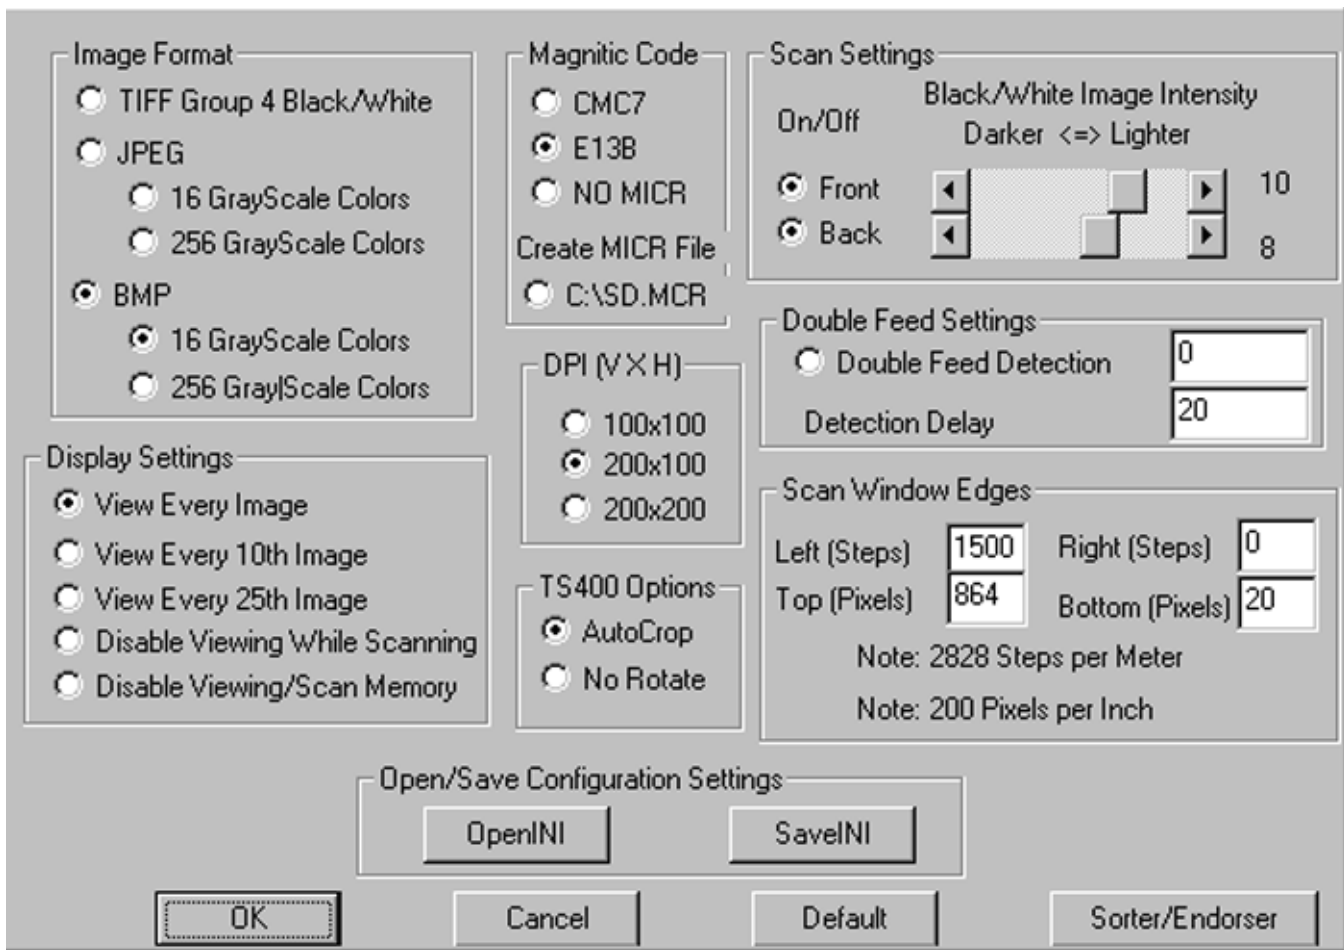 Image Format
TIFF Group 4 Black/White
JPEG
16 GrayScale Colors
256 GrayScale Colors
BMP
16 GrayScale Colors
256 Gray|Scale Colors
Display Settings
View Every Image
View Every 10th Image
View Every 25th Image
Disable Viewing While Scanning
Disable Viewing/Scan Memory
Magnitic Code
CMC7
E13B
NO MICR
Create MICR File
C:\SD.MCR
DPI (V X H)
100x100
200x100
200x200
TS400 Options
AutoCrop
No Rotate
Scan Settings
Black/White Image Intensity
On/Off
Darker <=> Lighter
Front 10
Back 8
Double Feed Settings
Double Feed Detection 0
Detection Delay 20
Scan Window Edges
Left (Steps) 1500 Right (Steps) 0
Top (Pixels) 864 Bottom (Pixels) 20
Note: 2828 Steps per Meter
Note: 200 Pixels per Inch
Open/Save Configuration Settings
OpenINI SaveINI
OK Cancel Default Sorter/Endorser